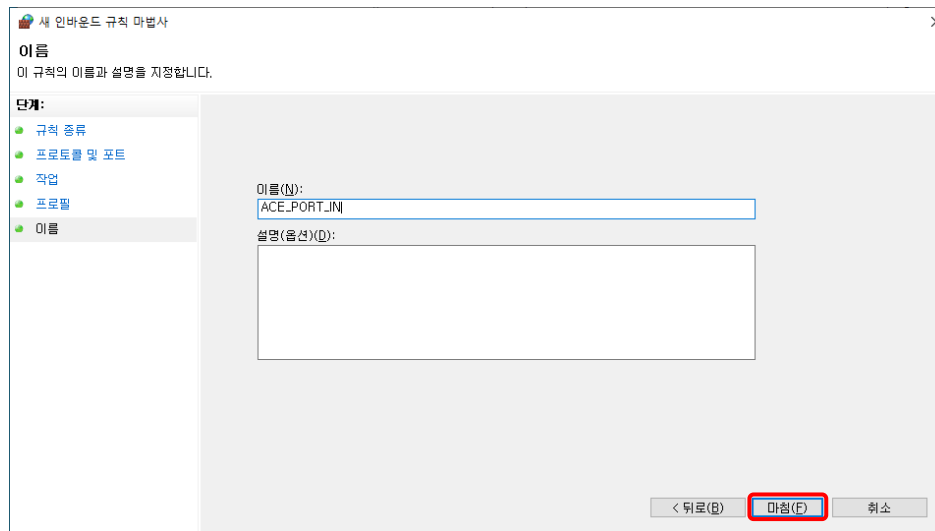 새 인바운드 규칙 마법사
이름
이 규칙의 이름과 설명을 지정합니다.
단계:
규칙 종류
프로토콜 및 포트
작업
프로필
이름
이름(N):
ACE_PORT_IN
설명(옵션)(D):
< 뒤로(B) 마침(F) 취소